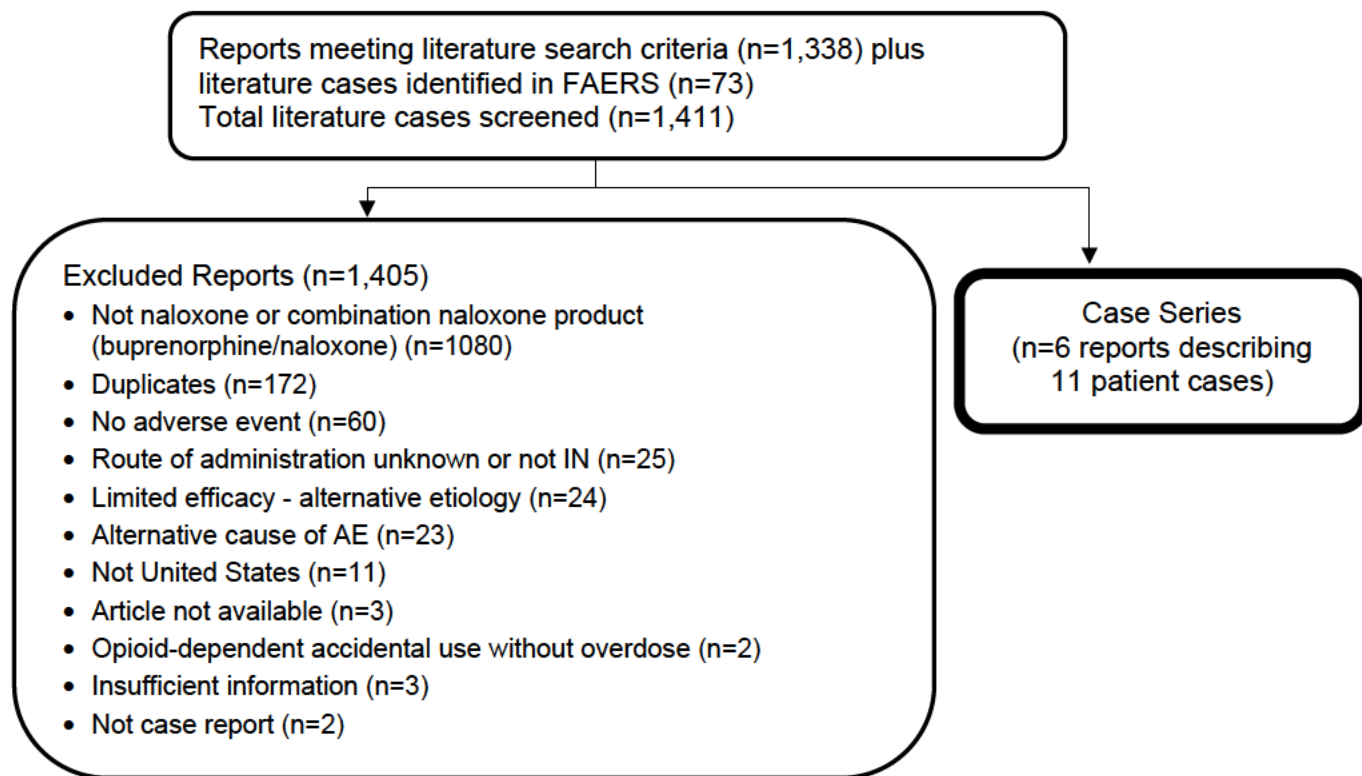 Reports meeting literature search criteria (n=1,338) plus
literature cases identified in FAERS (n=73)
Total literature cases screened (n=1,411)
Excluded Reports (n=1,405)
• Not naloxone or combination naloxone product
(buprenorphine/naloxone) (n=1080)
• Duplicates (n=172)
• No adverse event (n=60)
• Route of administration unknown or not IN (n=25)
• Limited efficacy - alternative etiology (n=24)
• Alternative cause of AE (n=23)
• Not United States (n=11)
• Article not available (n=3)
• Opioid-dependent accidental use without overdose (n=2)
• Insufficient information (n=3)
• Not case report (n=2)
Case Series
(n=6 reports describing
11 patient cases)